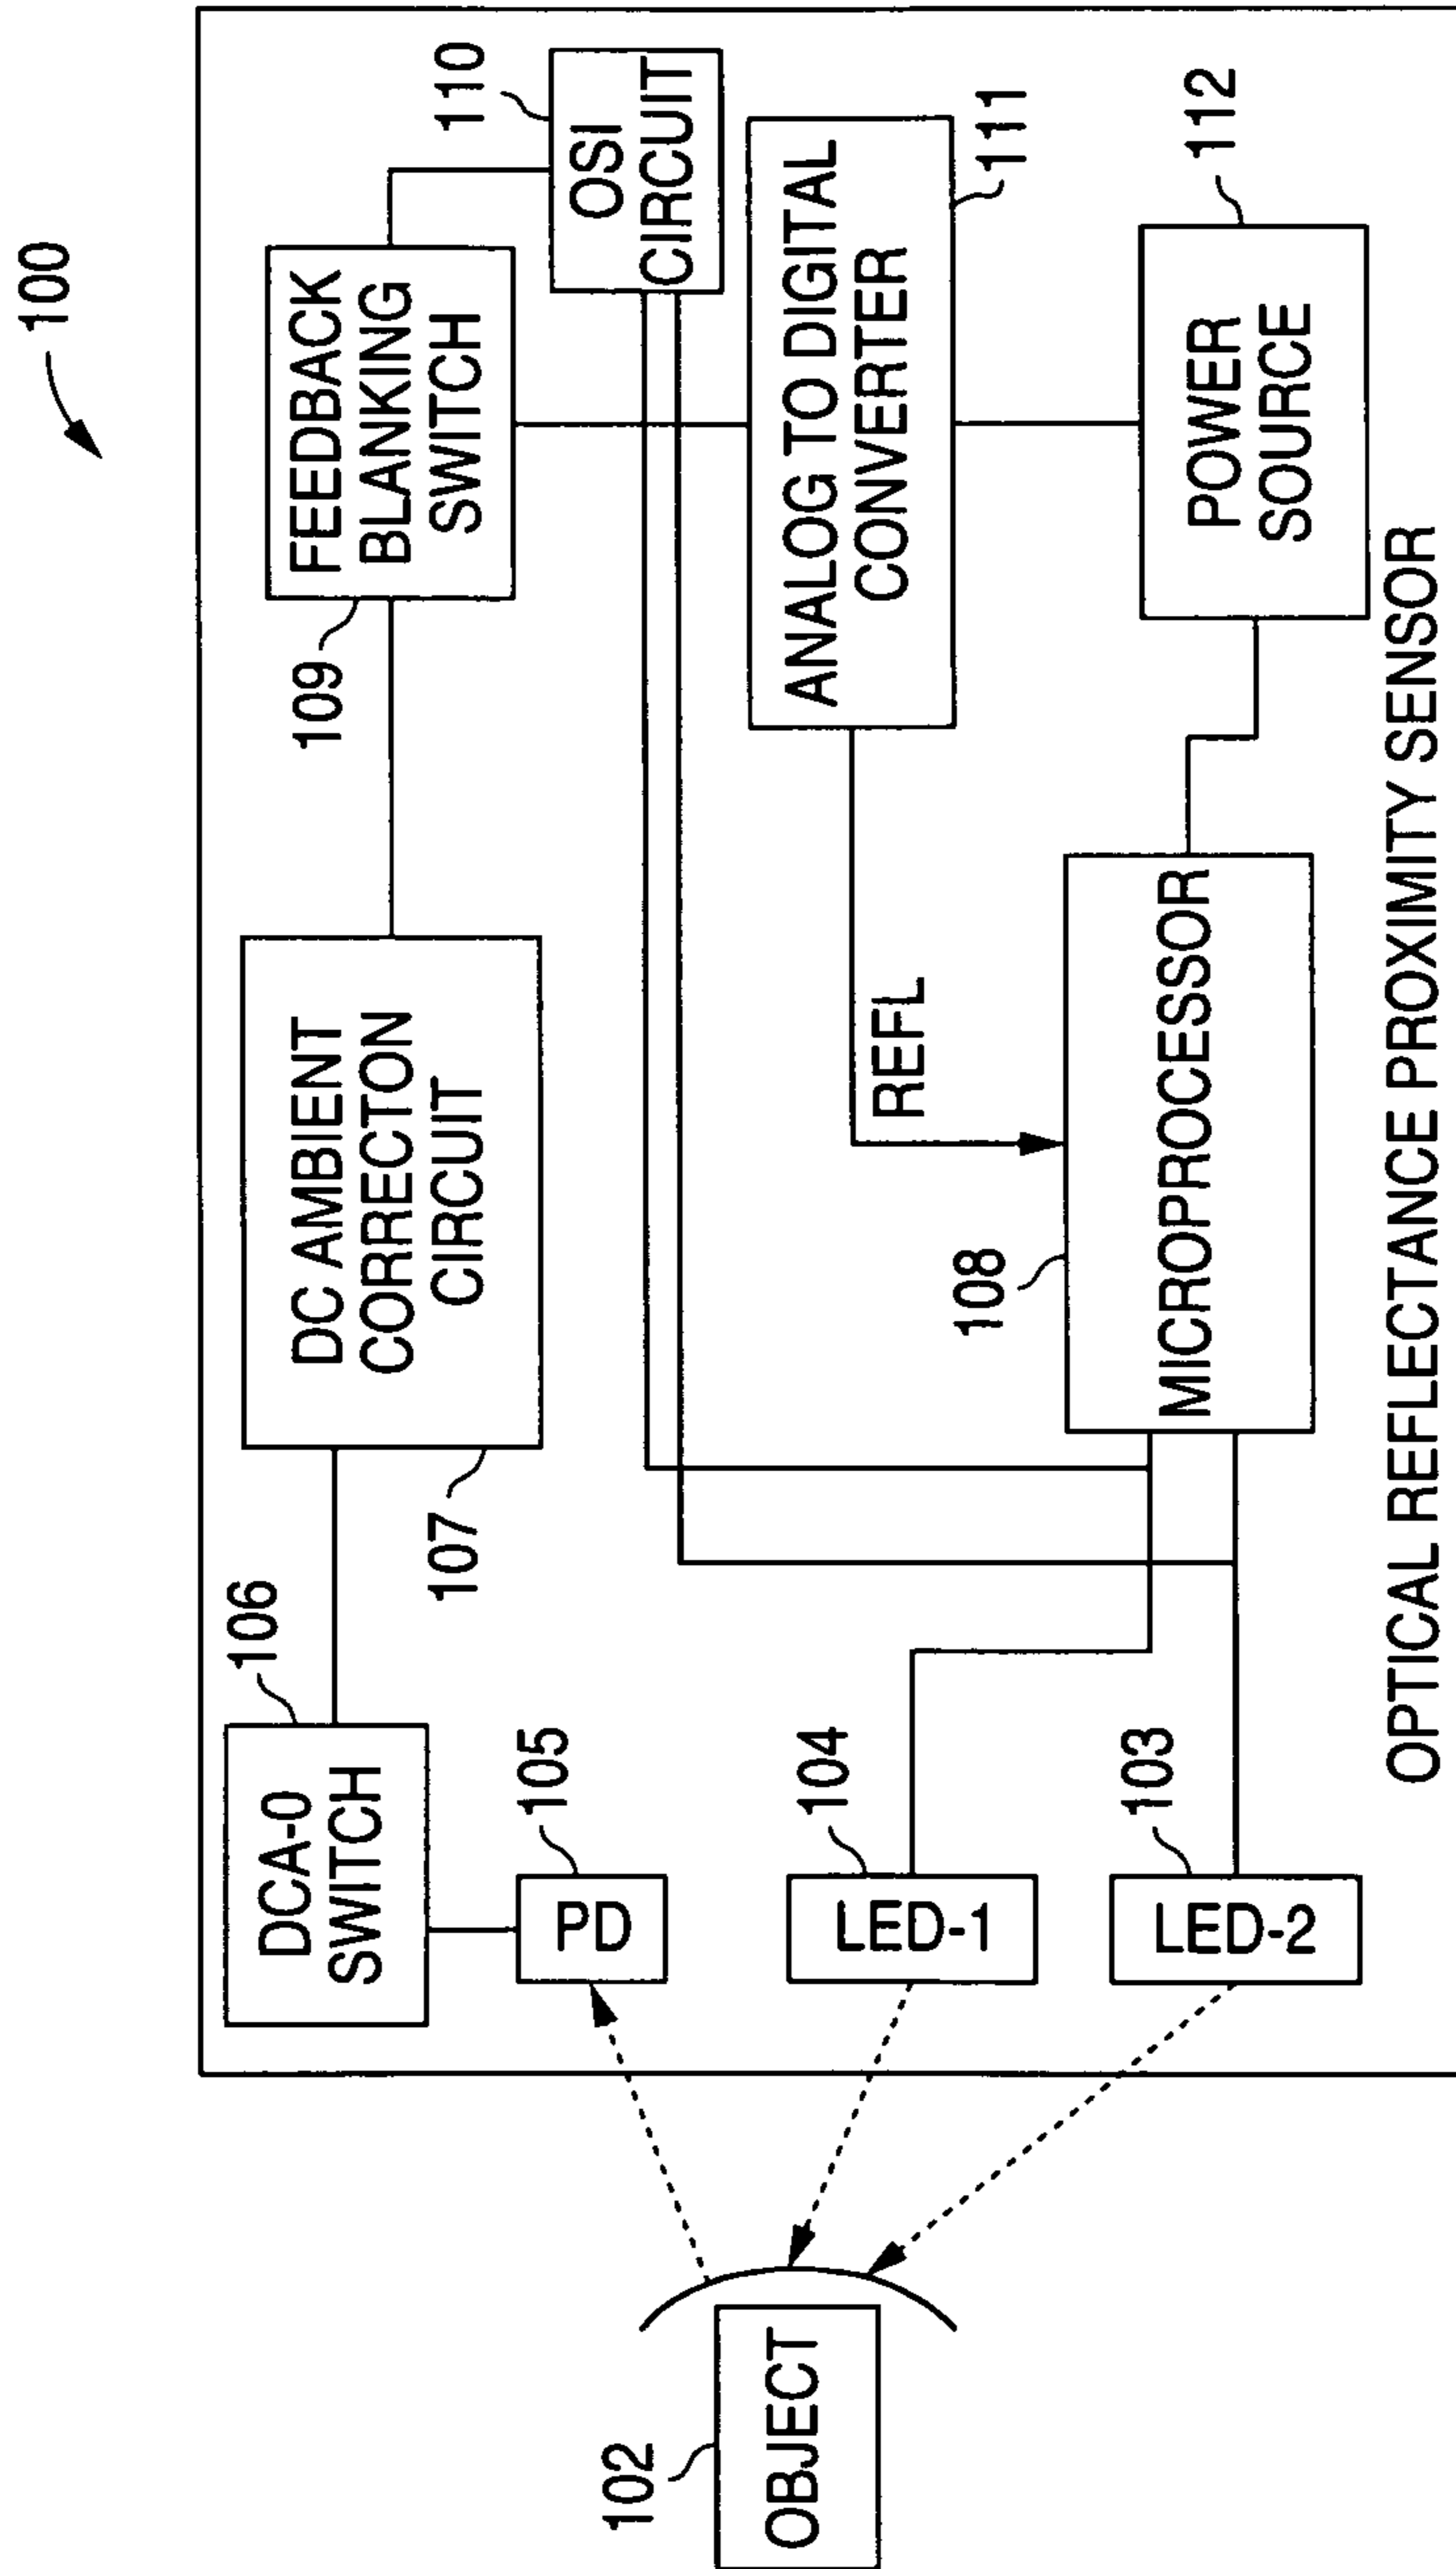 100
106
DCA-0
SWITCH
DC AMBIENT
CORRECTON
CIRCUIT
107
109
FEEDBACK
BLANKING
SWITCH
110
OSI
CIRCUIT
105
PD
102
OBJECT
104
LED-1
REFL
ANALOG TO DIGITAL
CONVERTER
111
103
LED-2
108
MICROPROCESSOR
POWER
SOURCE
112
OPTICAL REFLECTANCE PROXIMITY SENSOR